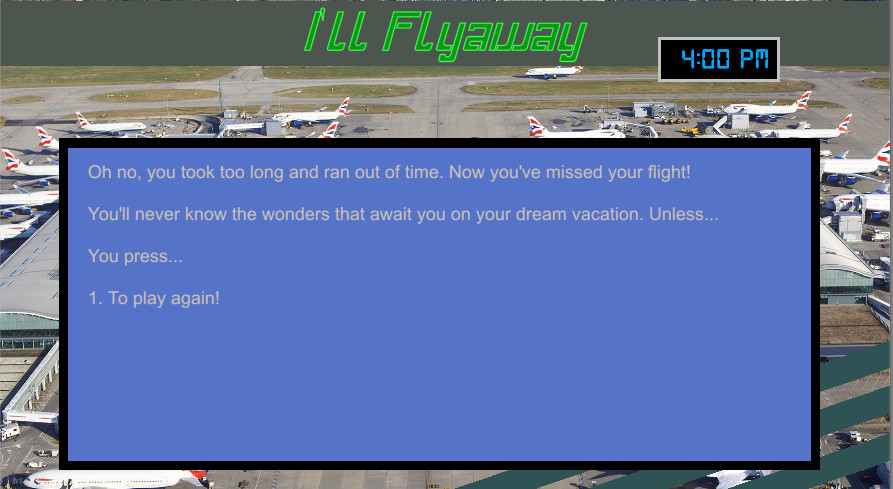 I'll Flyaway
4:00 PM
Oh no, you took too long and ran out of time. Now you've missed your flight!
You'll never know the wonders that await you on your dream vacation. Unless...
You press...
1. To play again!